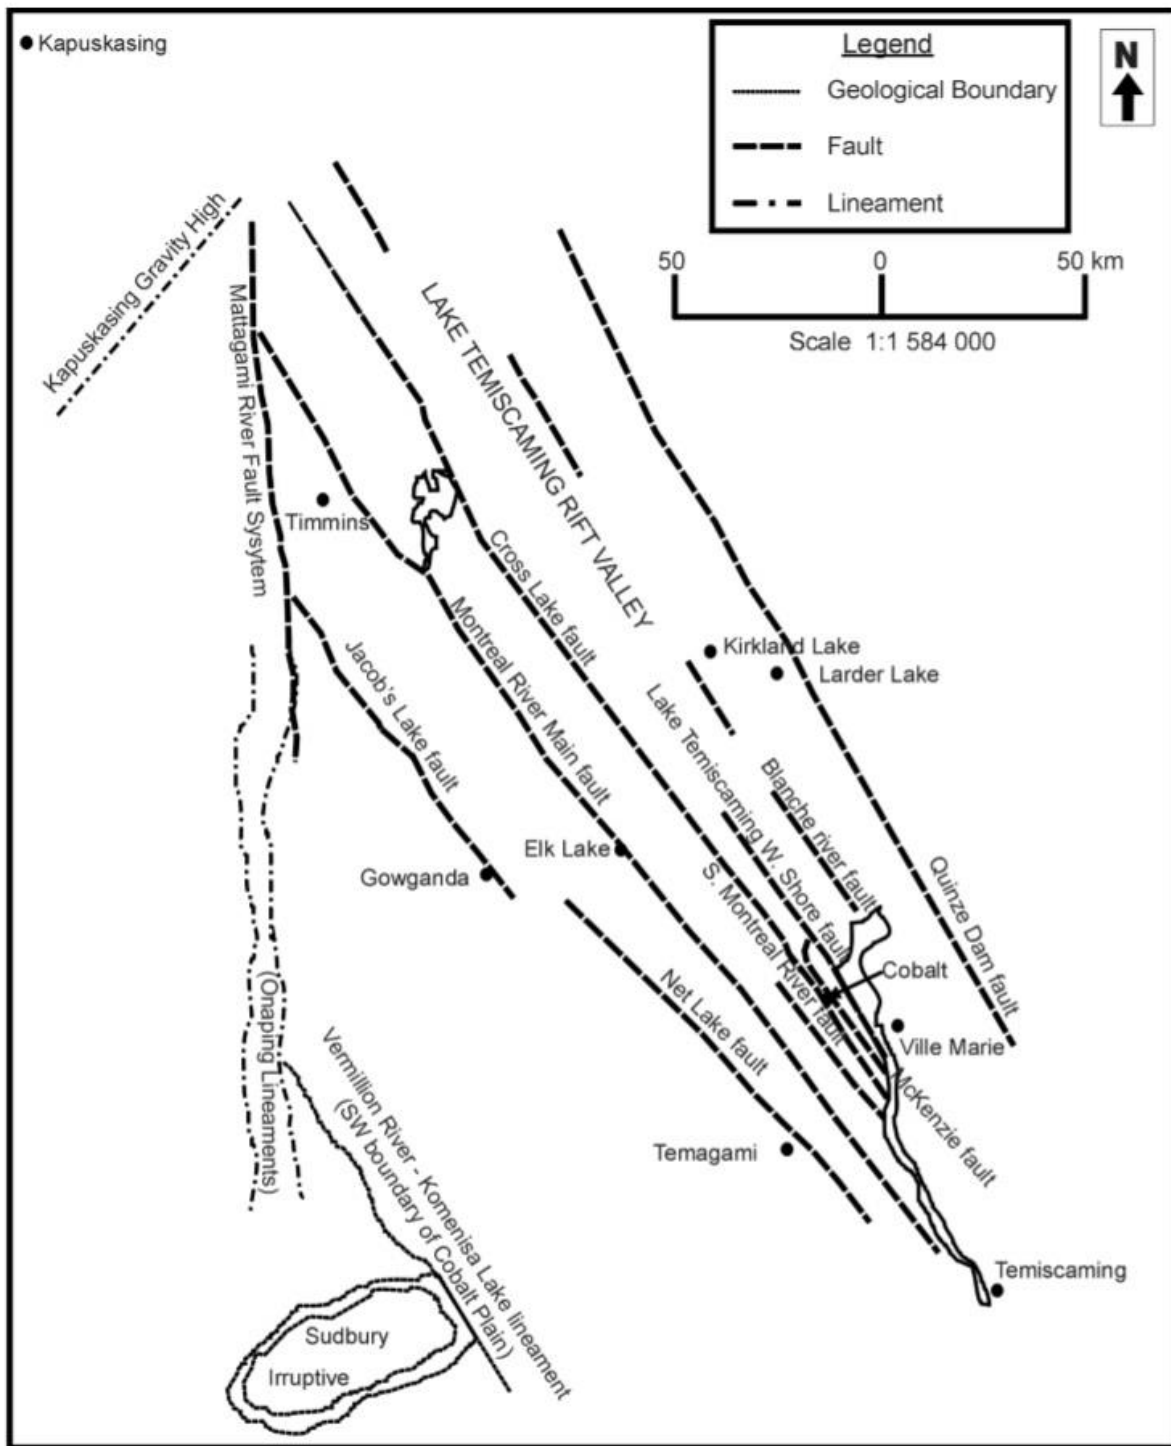 Kapuskasing
Legend
Geological Boundary
Fault
Lineament
N
50 0 50 km
Scale 1:1 584 000
Kapuskasing Gravity High
Mattagami River Fault Sysytem
LAKE TEMISCAMING RIFT VALLEY
Timmins
Cross Lake fault
Montreal River Main fault
Jacob's Lake fault
Kirkland Lake
Larder Lake
Lake Temiscaming W. Shore fault
Blanche river fault
Quinze Dam fault
Elk Lake
Gowganda
S. Montreal River fault
Cobalt
Net Lake fault
Ville Marie
McKenzie fault
(Onaping Lineaments)
Vermillion River - Komenisa Lake lineament
(SW boundary of Cobalt Plain)
Temagami
Temiscaming
Sudbury
Irruptive